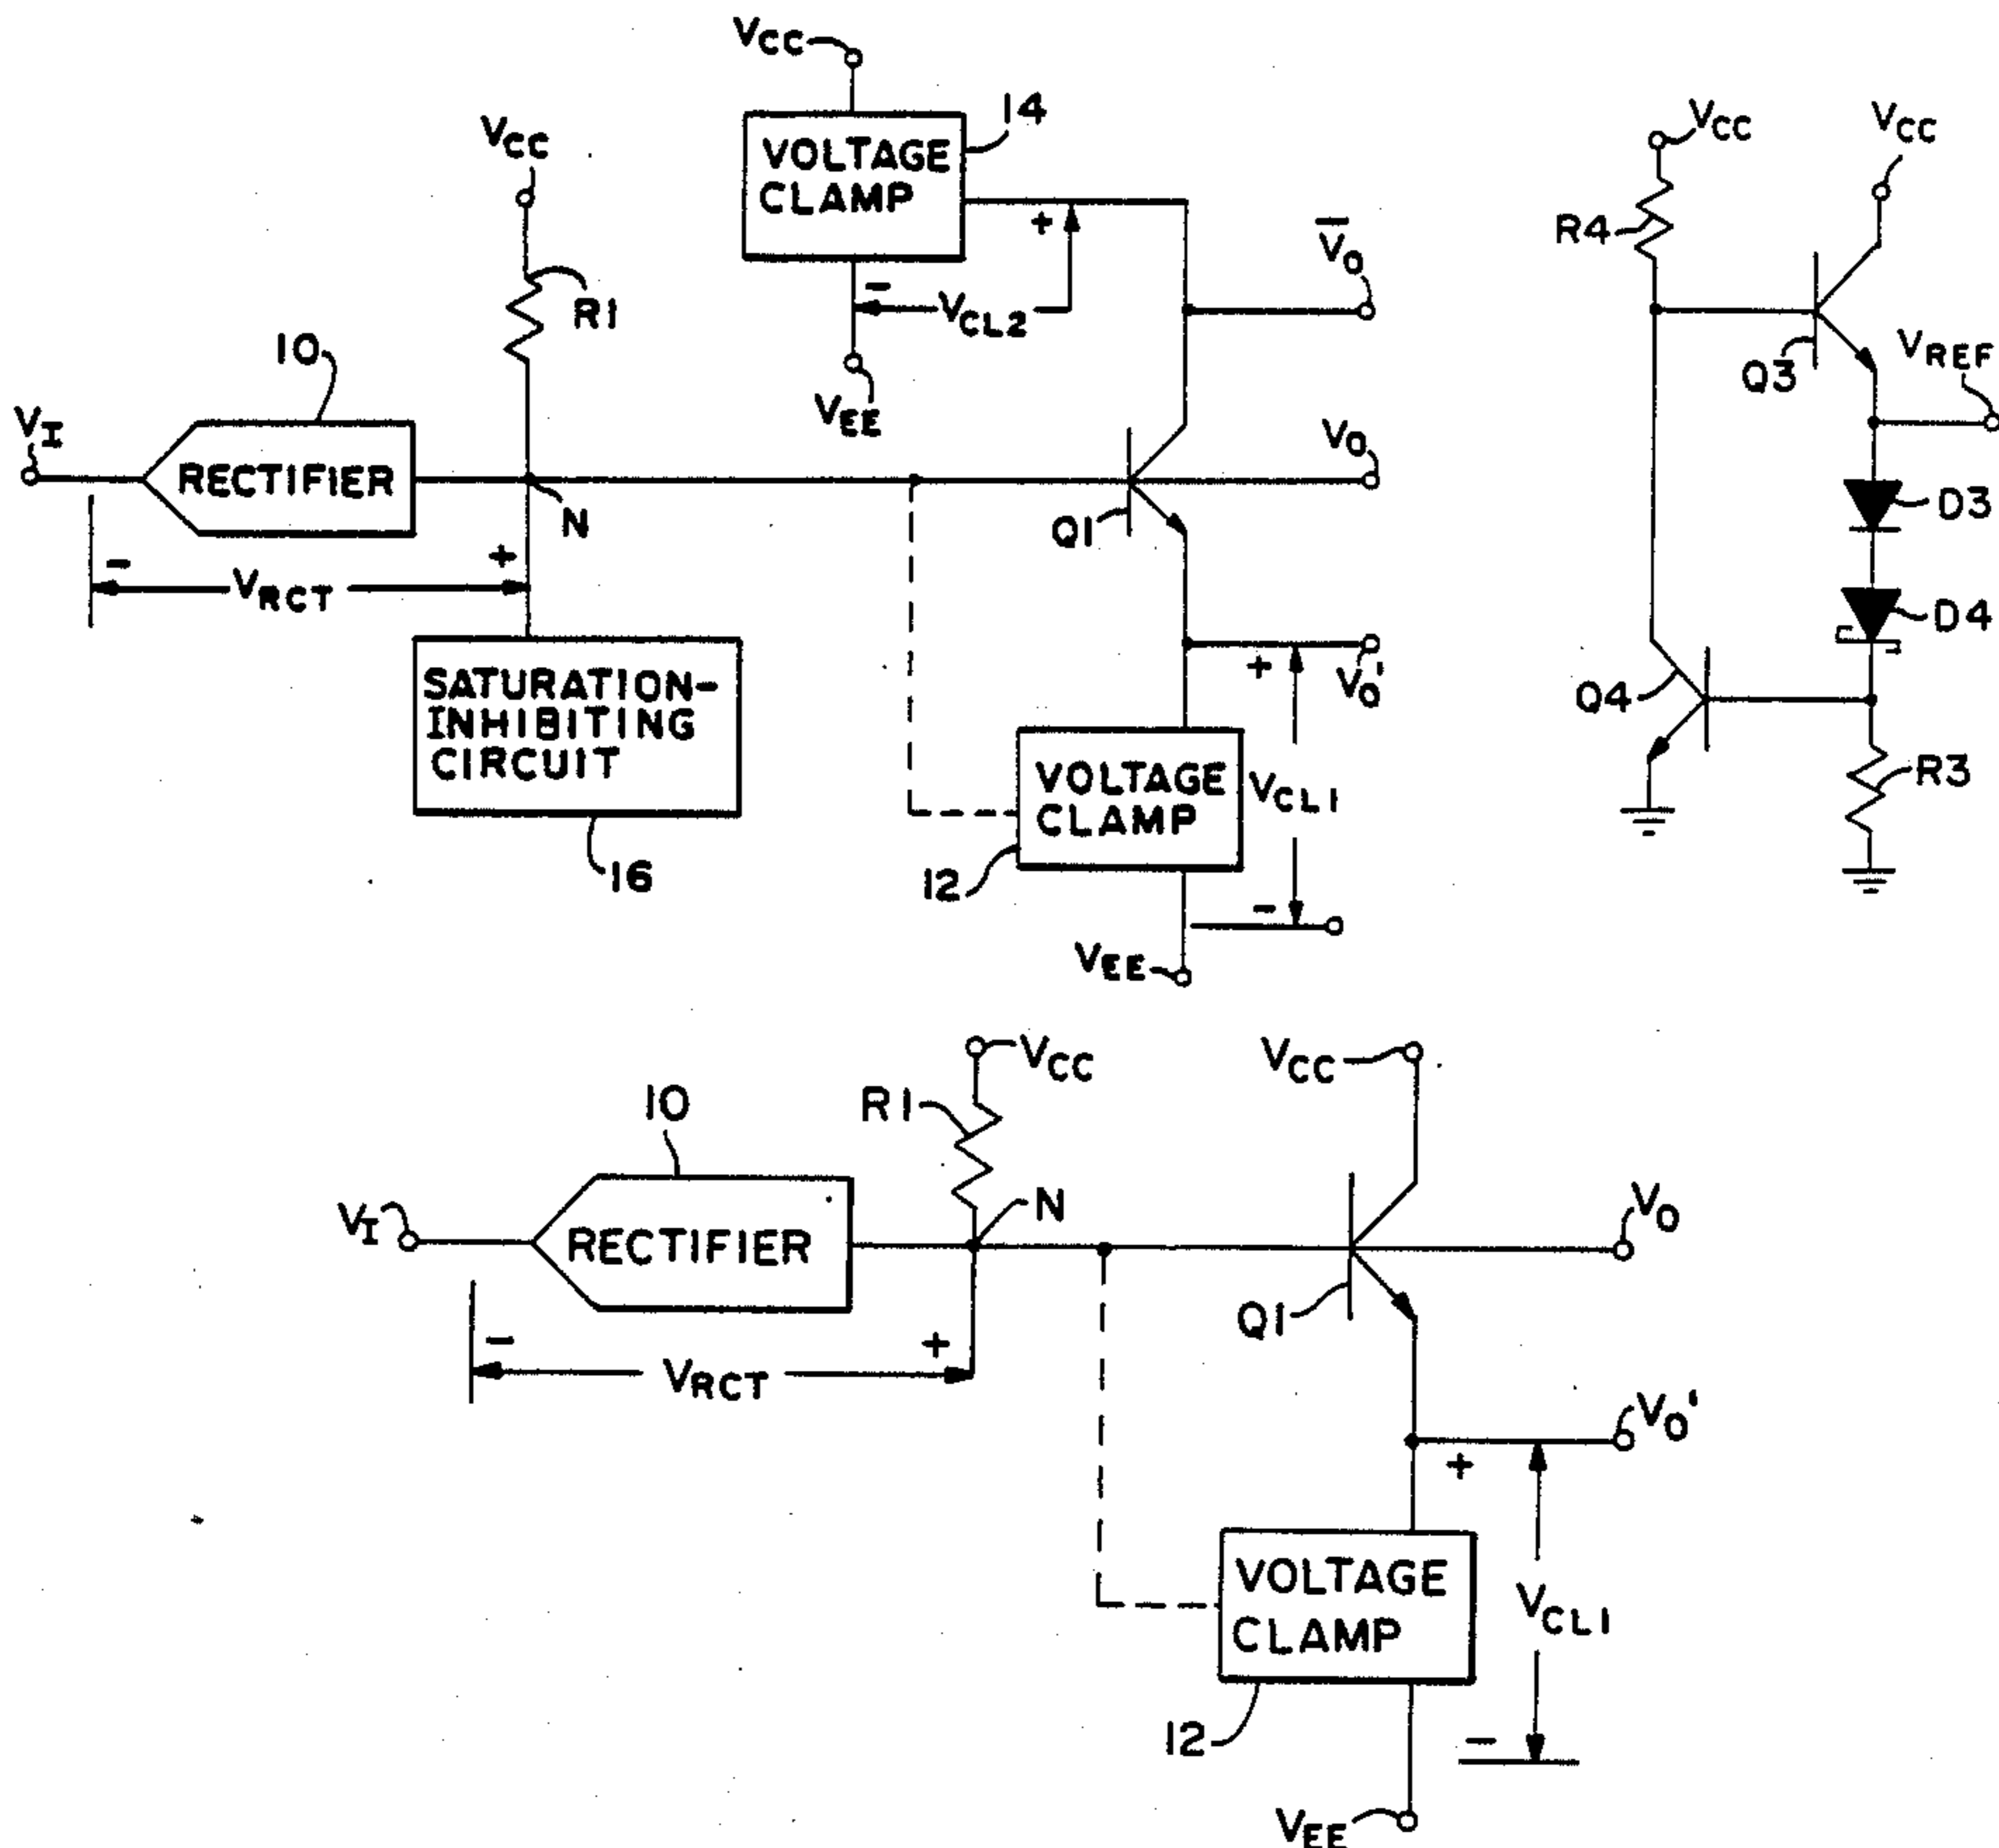 VCC
14
VOLTAGE
CLAMP
+
-
VCL2
VEE
V̅O
VCC
R1
10
VI
RECTIFIER
N
-
VRCT
+
SATURATION-
INHIBITING
CIRCUIT
16
Q1
VO
+
VO'
VOLTAGE
CLAMP
VCL1
12
-
VEE
VCC
VCC
R4
Q3
VREF
D3
D4
Q4
R3
VCC
R1
10
VI
RECTIFIER
N
-
VRCT
+
VCC
Q1
VO
VO'
+
VOLTAGE
CLAMP
VCL1
12
-
VEE